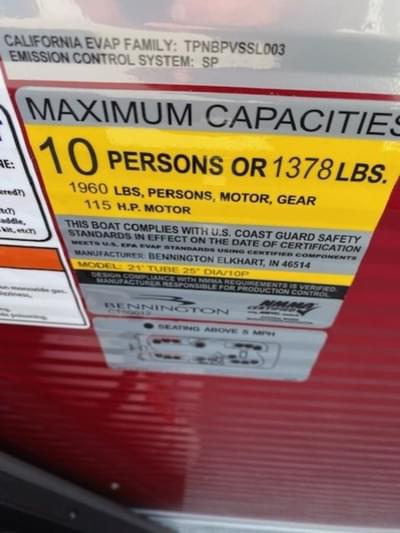 CALIFORNIA EVAP FAMILY: TPNBPVSSL003
EMISSION CONTROL SYSTEM: SP
MAXIMUM CAPACITIES
10 PERSONS OR 1378 LBS.
1960 LBS, PERSONS, MOTOR, GEAR
115 H.P. MOTOR
THIS BOAT COMPLIES WITH U.S. COAST GUARD SAFETY
STANDARDS IN EFFECT ON THE DATE OF CERTIFICATION
MEETS U.S. EPA EVAP STANDARDS USING CERTIFIED COMPONENTS
MANUFACTURER: BENNINGTON ELKHART, IN 46514
MODEL: 21' TUBE 25" DIA/10P
DESIGN COMPLIANCE WITH NMMA REQUIREMENTS IS VERIFIED.
MANUFACTURER RESPONSIBLE FOR PRODUCTION CONTROL.
BENNINGTON
NMMA
SEATING ABOVE 5 MPH